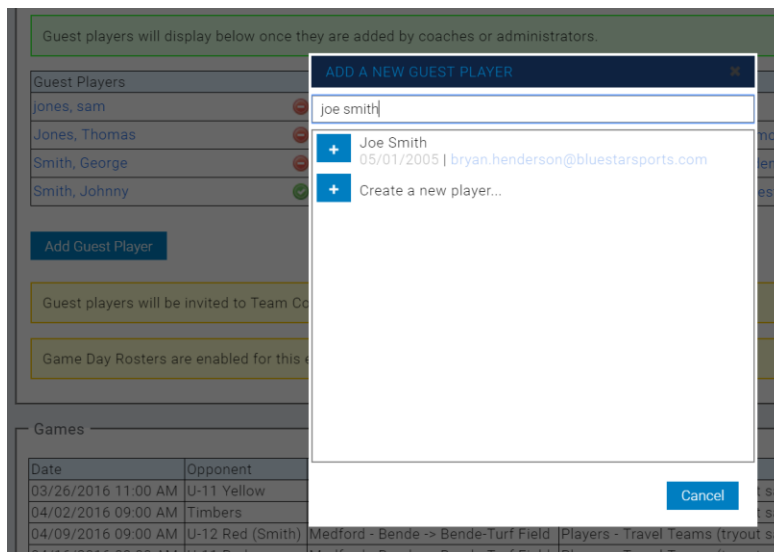 Guest players will display below once they are added by coaches or administrators.
ADD A NEW GUEST PLAYER
Guest Players
joe smith
jones, sam
Jones, Thomas
Joe Smith
05/01/2005 | bryan.henderson@bluestarsports.com
Smith, George
Smith, Johnny
Create a new player...
Add Guest Player
Guest players will be invited to Team Co
Game Day Rosters are enabled for this e
Games
Date Opponent
Cancel
03/26/2016 11:00 AM U-11 Yellow
04/02/2016 09:00 AM Timbers
04/09/2016 09:00 AM U-12 Red (Smith) Medford - Bende -> Bende-Turf Field Players - Travel Teams (tryout s